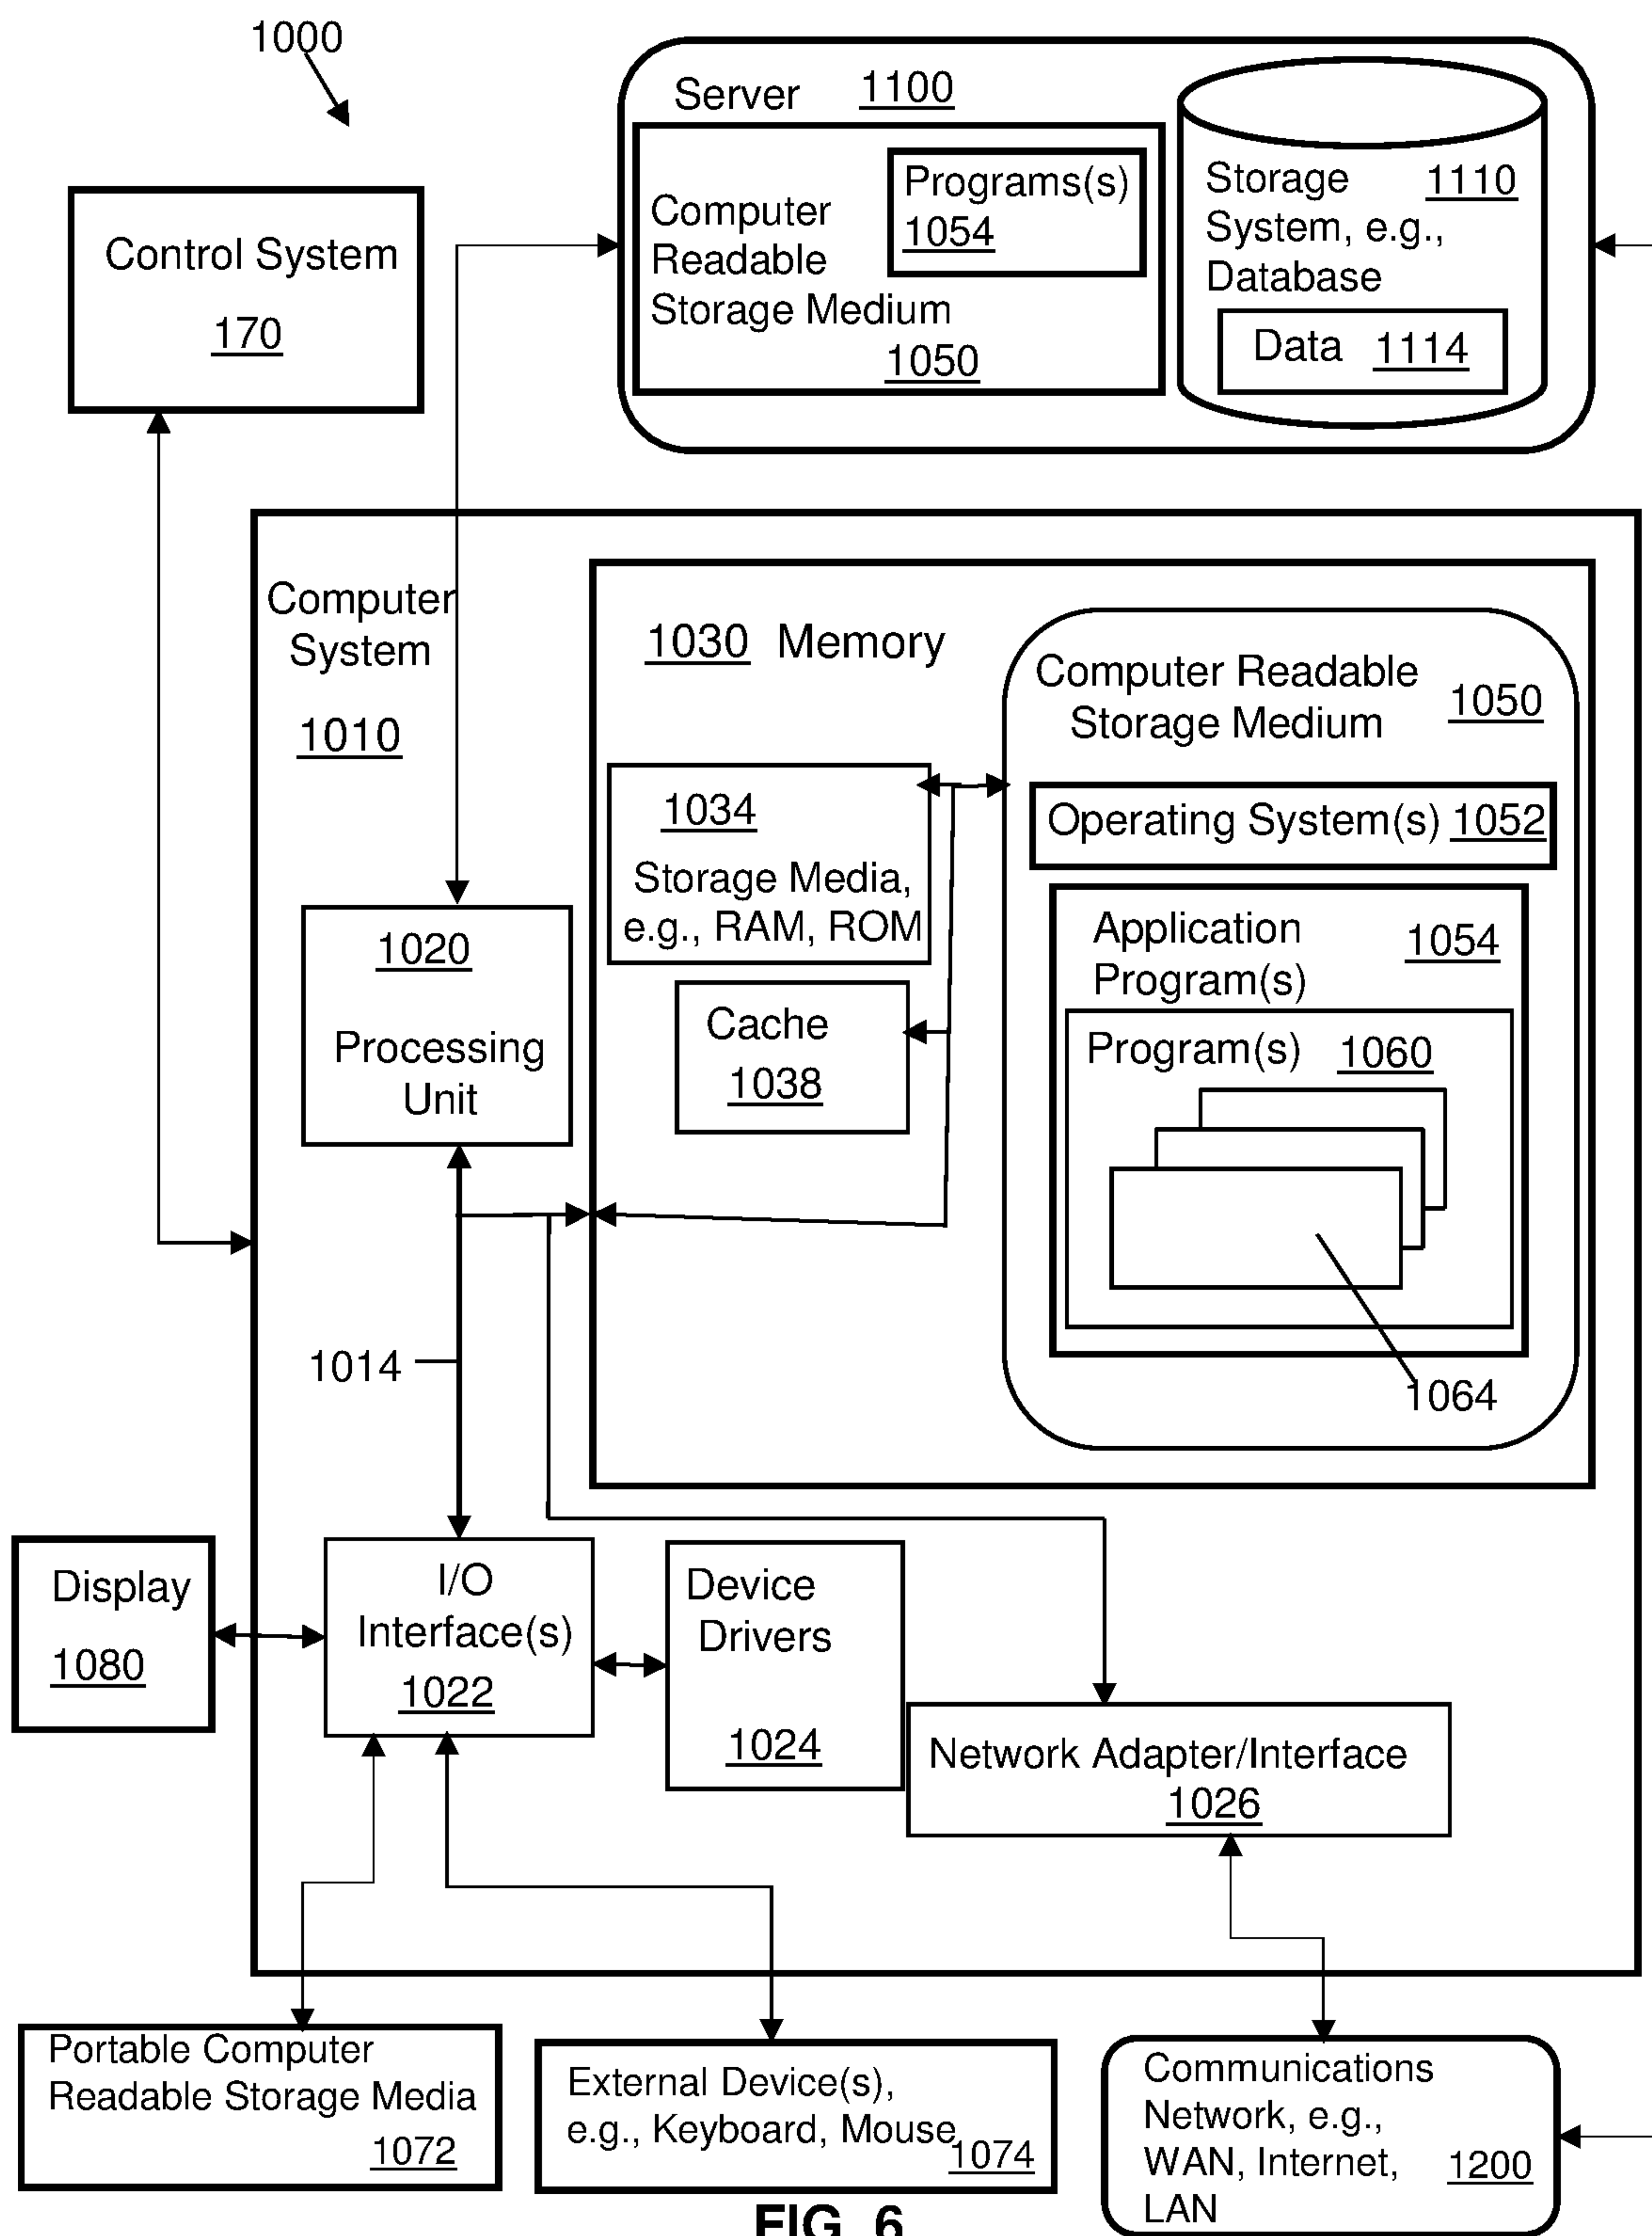 1000
Server 1100
Programs(s)
1054
Computer
Readable
Storage Medium
1050
Storage 1110
System, e.g.,
Database
Data 1114
Control System
170
Computer
System
1010
1030 Memory
Computer Readable
Storage Medium
1050
1034
Storage Media,
e.g., RAM, ROM
Operating System(s) 1052
Cache
1038
Application
Program(s)
1054
Program(s) 1060
1064
1020
Processing
Unit
1014
Display
1080
I/O
Interface(s)
1022
Device
Drivers
1024
Network Adapter/Interface
1026
Portable Computer
Readable Storage Media
1072
External Device(s),
e.g., Keyboard, Mouse
1074
Communications
Network, e.g.,
WAN, Internet,
LAN
1200
FIG. 6